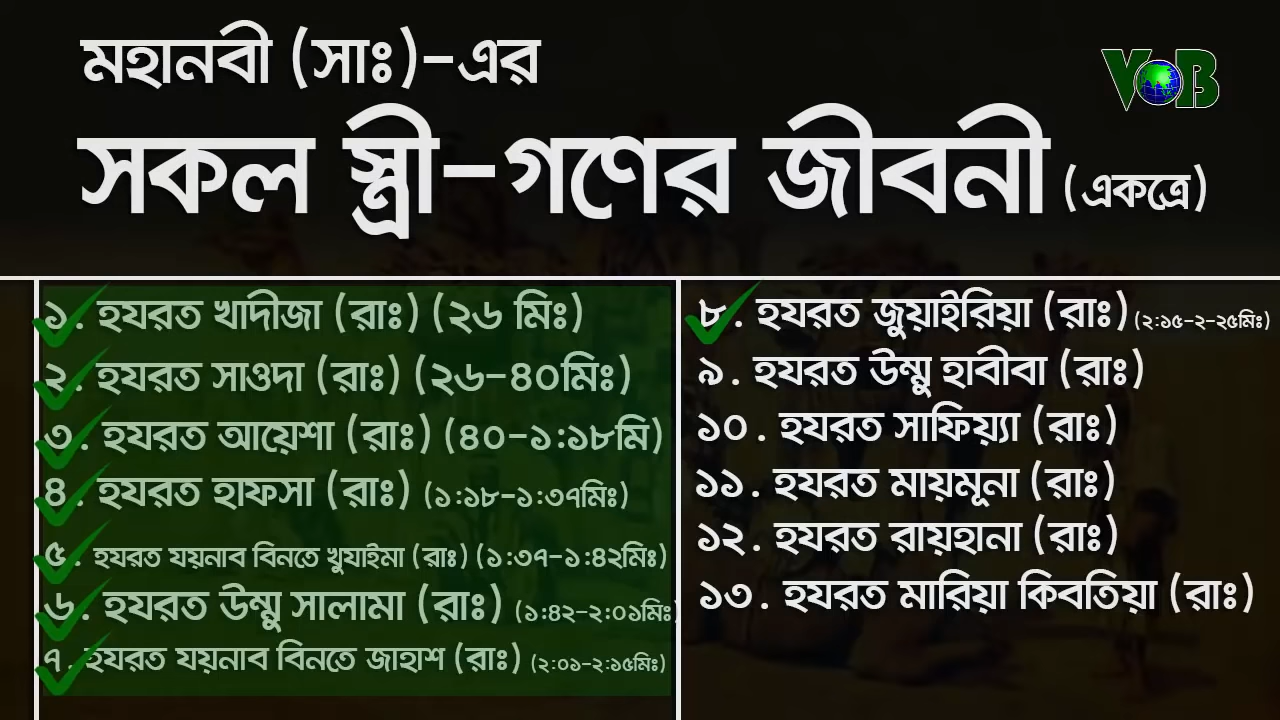 মহানবী (সাঃ)-এর
VOB
সকল স্ত্রী-গণের জীবনী (একত্রে)
১. হযরত খাদীজা (রাঃ) (২৬ মিঃ)
২. হযরত সাওদা (রাঃ) (২৬-৪০মিঃ)
৩. হযরত আয়েশা (রাঃ) (৪০-১:১৮মি)
৪. হযরত হাফসা (রাঃ) (১:১৮-১:৩৭মিঃ)
৫. হযরত যয়নাব বিনতে খুযাইমা (রাঃ) (১:৩৭-১:৪২মিঃ)
৬. হযরত উম্মু সালামা (রাঃ) (১:৪২-২:০১মিঃ)
৭. হযরত যয়নাব বিনতে জাহাশ (রাঃ) (২:০১-২:১৫মিঃ)
৮. হযরত জুয়াইরিয়া (রাঃ) (২:১৫-২-২৫মিঃ)
৯. হযরত উম্মু হাবীবা (রাঃ)
১০. হযরত সাফিয়্যা (রাঃ)
১১. হযরত মায়মূনা (রাঃ)
১২. হযরত রায়হানা (রাঃ)
১৩. হযরত মারিয়া কিবতিয়া (রাঃ)